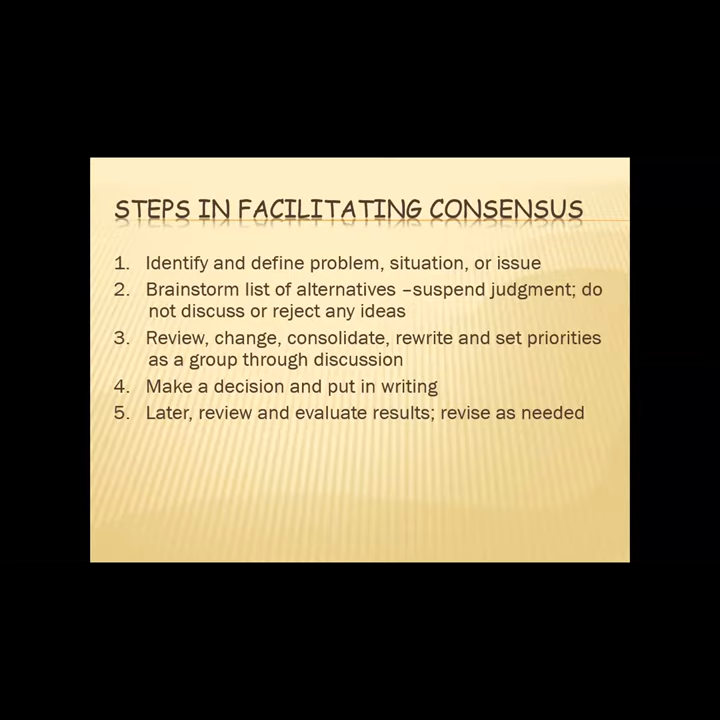 STEPS IN FACILITATING CONSENSUS
1. Identify and define problem, situation, or issue
2. Brainstorm list of alternatives –suspend judgment; do
not discuss or reject any ideas
3. Review, change, consolidate, rewrite and set priorities
as a group through discussion
4. Make a decision and put in writing
5. Later, review and evaluate results; revise as needed